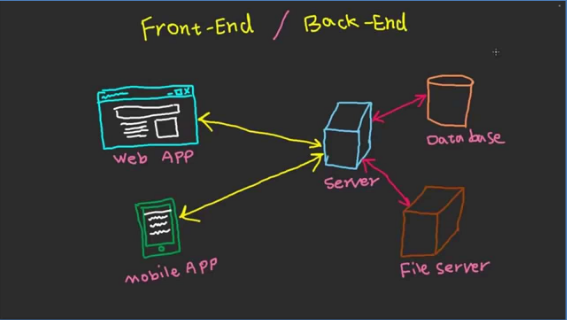 Front-End / Back-End
Web APP
Server
Database
mobile APP
File server